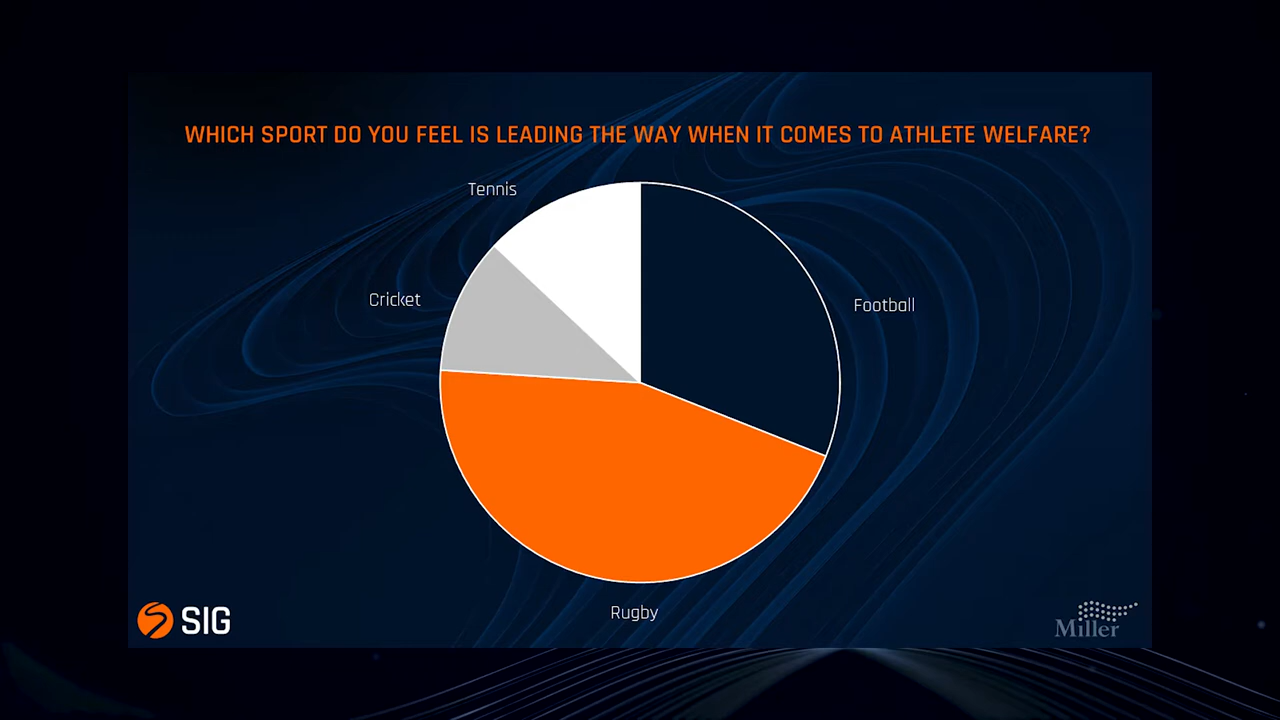 WHICH SPORT DO YOU FEEL IS LEADING THE WAY WHEN IT COMES TO ATHLETE WELFARE?
Tennis
Cricket
Football
Rugby
SIG
Miller